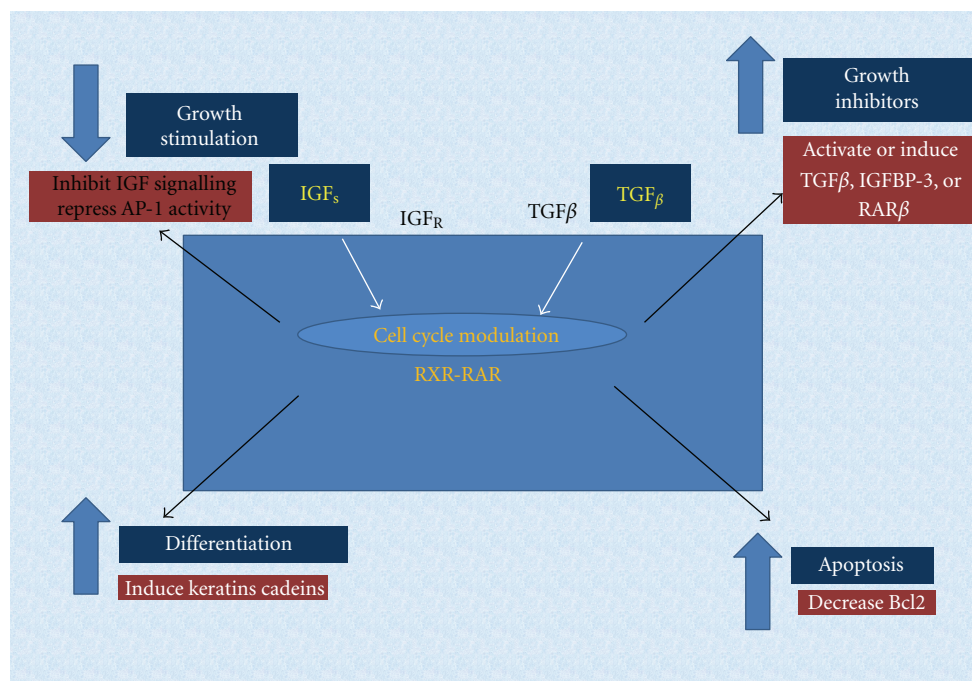 Growth
stimulation
Inhibit IGF signalling
repress AP-1 activity
IGFs
IGFR
TGFβ
TGFβ
Growth
inhibitors
Activate or induce
TGFβ, IGFBP-3, or
RARβ
Cell cycle modulation
RXR-RAR
Differentiation
Induce keratins cadeins
Apoptosis
Decrease Bcl2